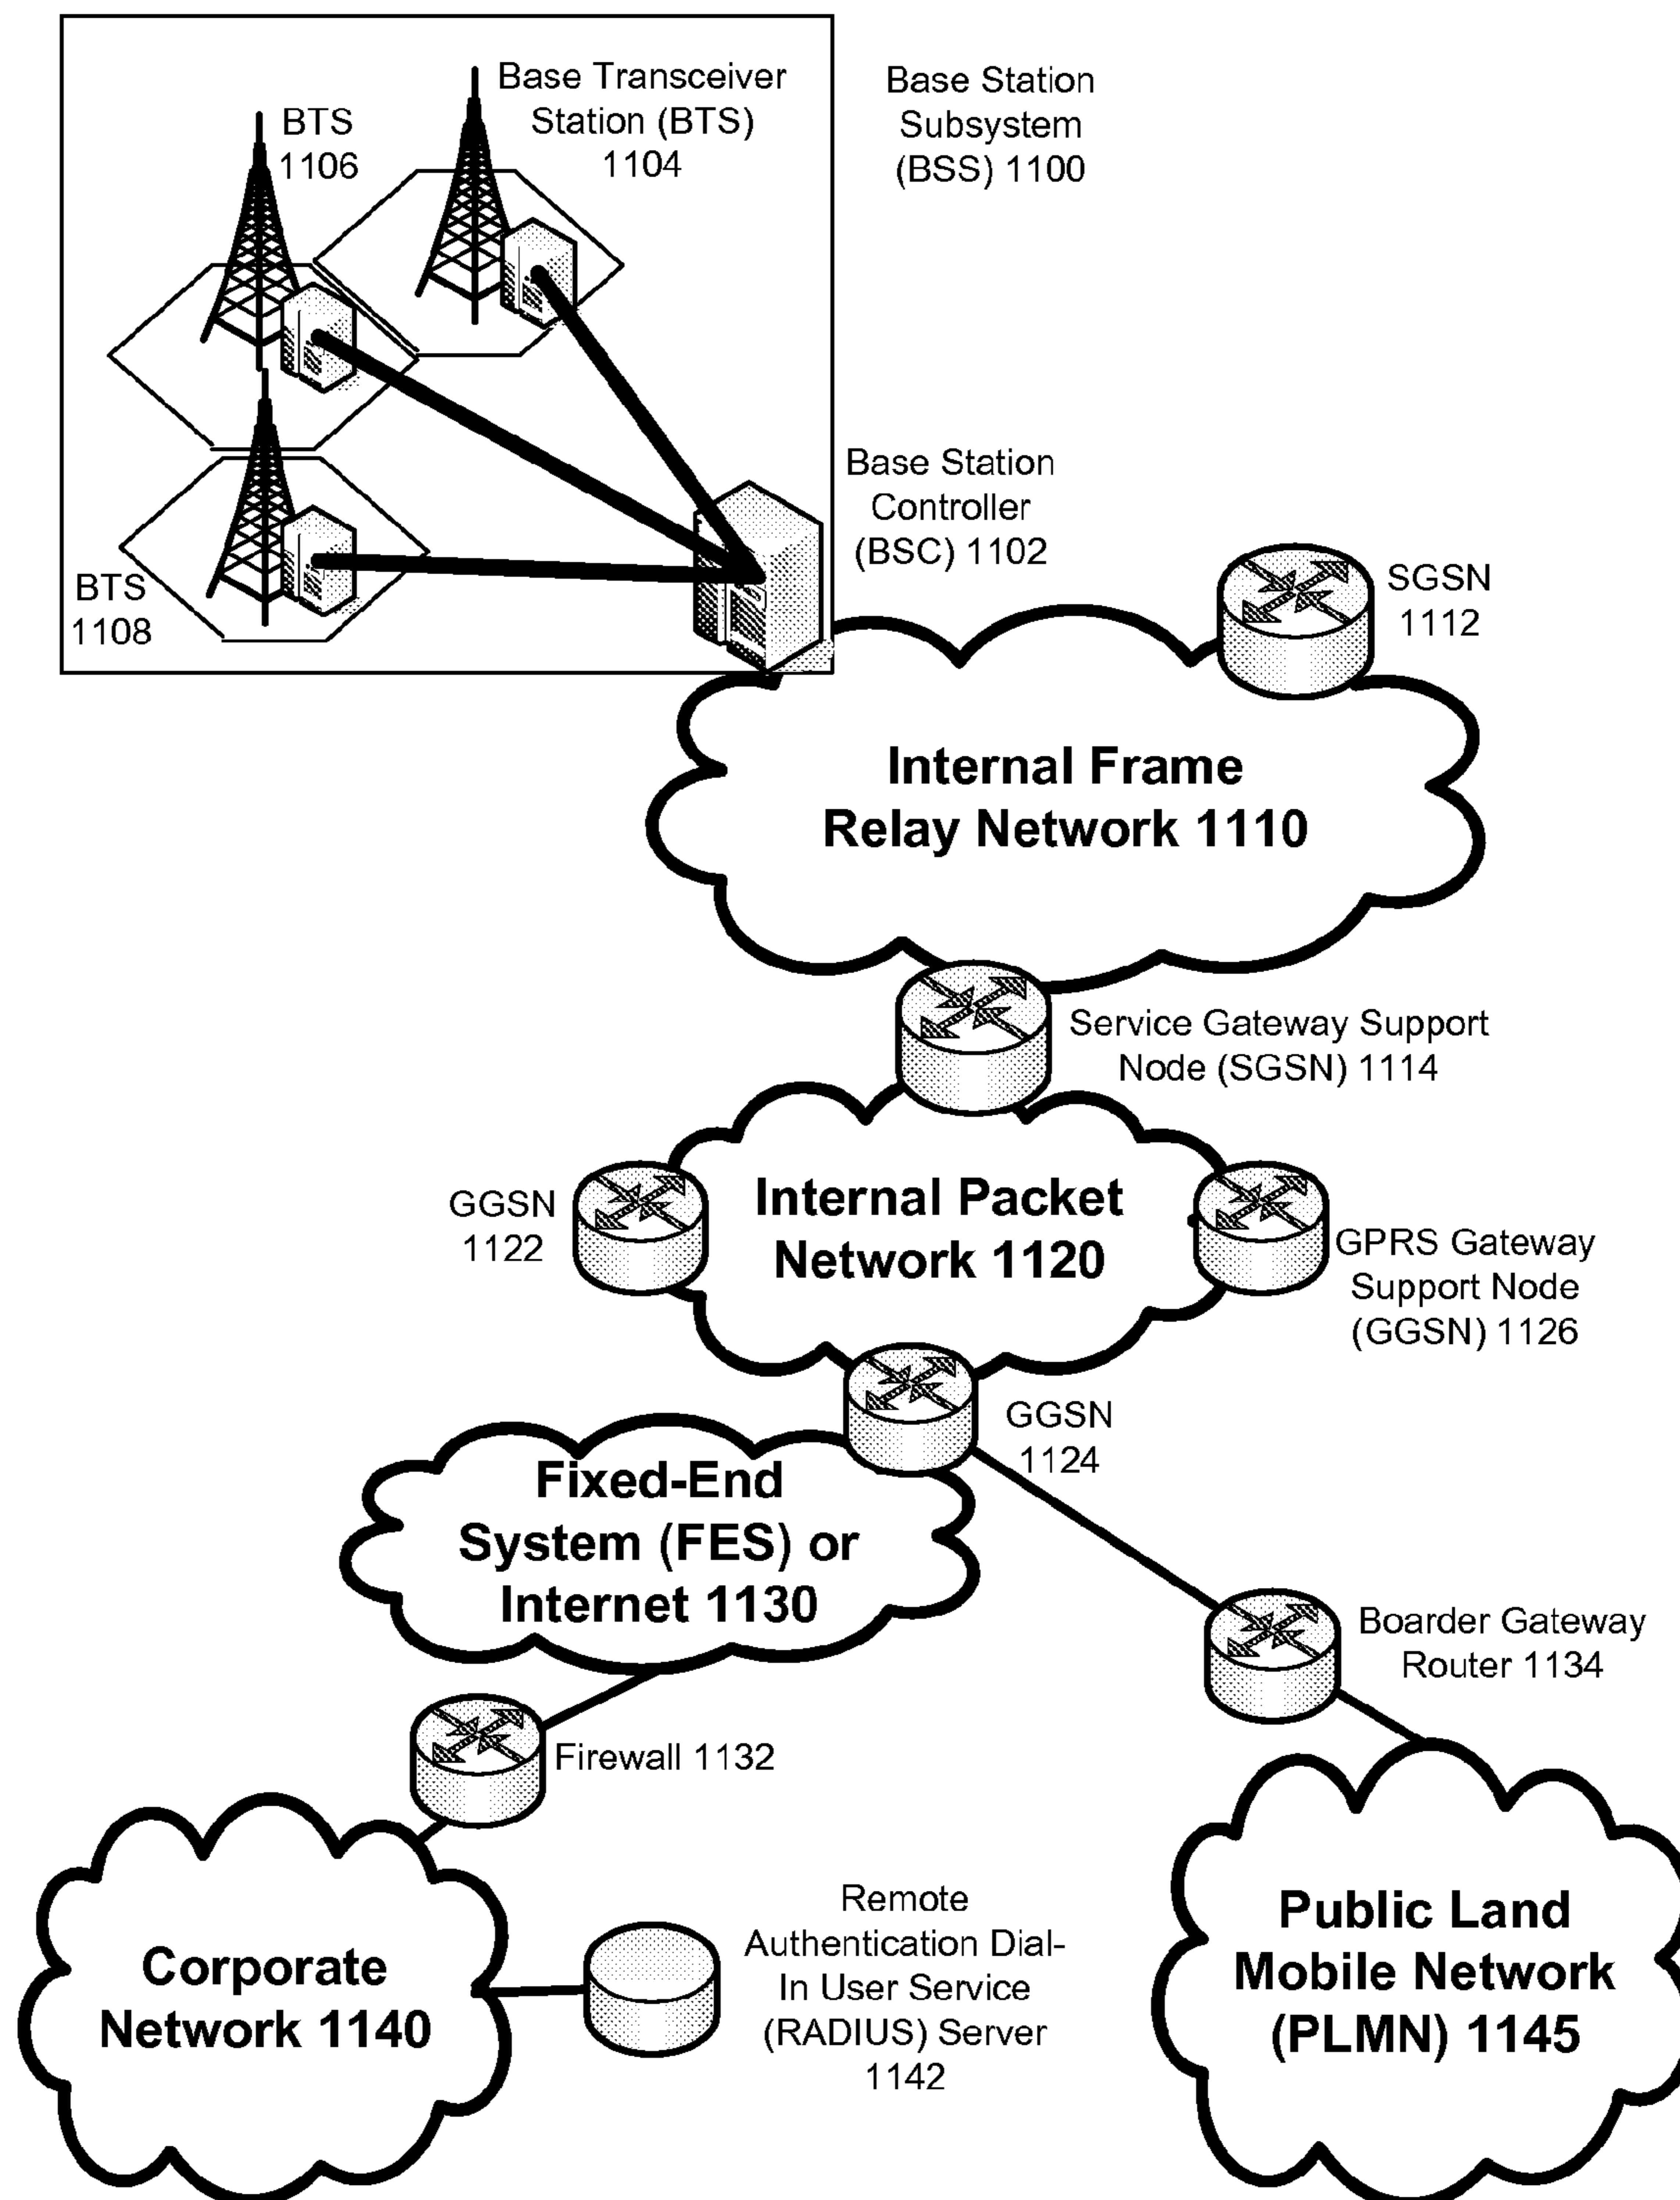 Base Transceiver
Station (BTS)
1104
BTS
1106
Base Station
Subsystem
(BSS) 1100
BTS
1108
Base Station
Controller
(BSC) 1102
SGSN
1112
Internal Frame
Relay Network 1110
Service Gateway Support
Node (SGSN) 1114
GGSN
1122
Internal Packet
Network 1120
GPRS Gateway
Support Node
(GGSN) 1126
GGSN
1124
Fixed-End
System (FES) or
Internet 1130
Boarder Gateway
Router 1134
Firewall 1132
Corporate
Network 1140
Remote
Authentication Dial-
In User Service
(RADIUS) Server
1142
Public Land
Mobile Network
(PLMN) 1145